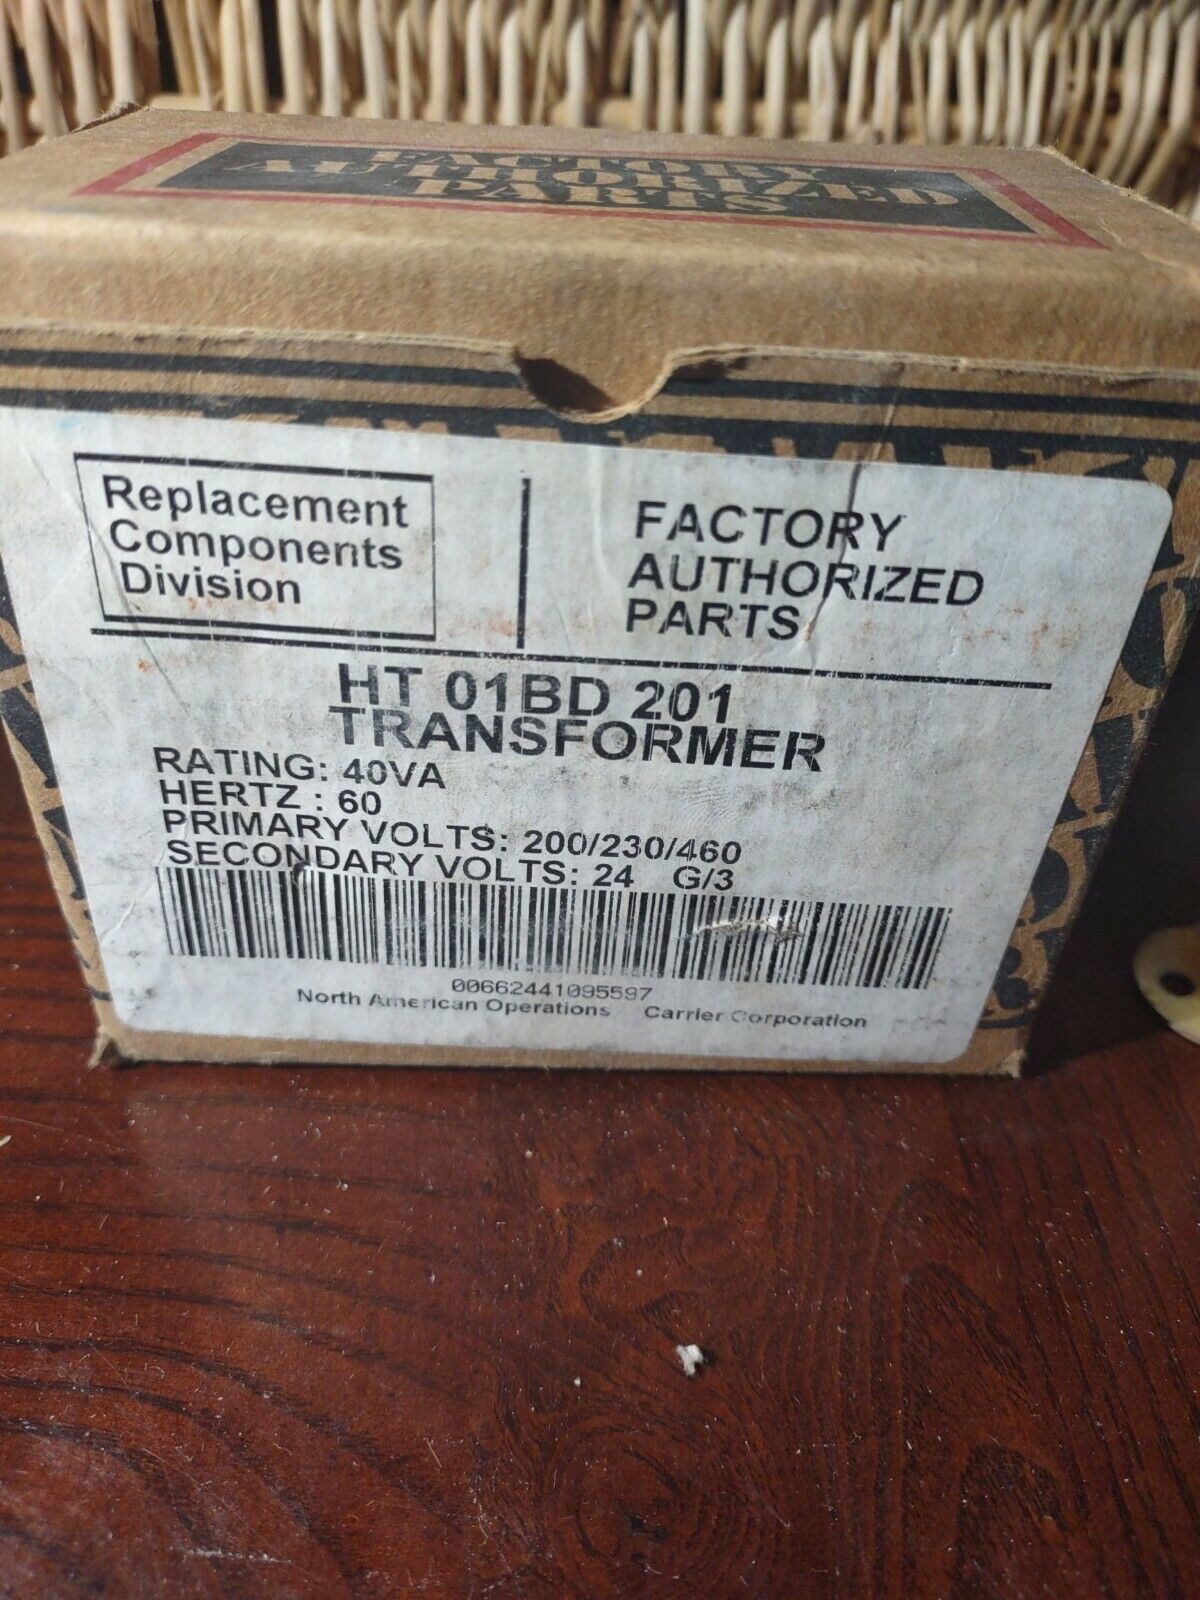 FACTORY
AUTHORIZED
PARTS
Replacement
Components
Division
FACTORY
AUTHORIZED
PARTS
HT 01BD 201
TRANSFORMER
RATING: 40VA
HERTZ : 60
PRIMARY VOLTS: 200/230/460
SECONDARY VOLTS: 24 G/3
00662441095597
North American Operations Carrier Corporation